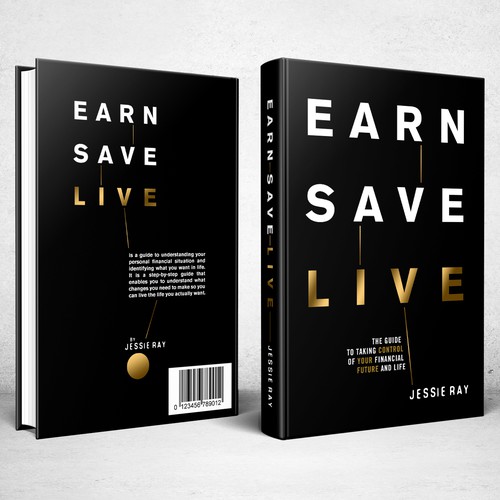 EARN
SAVE
LIVE
is a guide to understanding your
personal financial situation and
identifying what you want in life.
It is a step-by-step guide that
enables you to understand what
changes you need to make so you
can live the life you actually want.
BY
JESSIE RAY
0 123456 789012
EARN SAVE LIVE
JESSIE RAY
EARN
SAVE
LIVE
THE GUIDE
TO TAKING CONTROL
OF YOUR FINANCIAL
FUTURE AND LIFE
JESSIE RAY